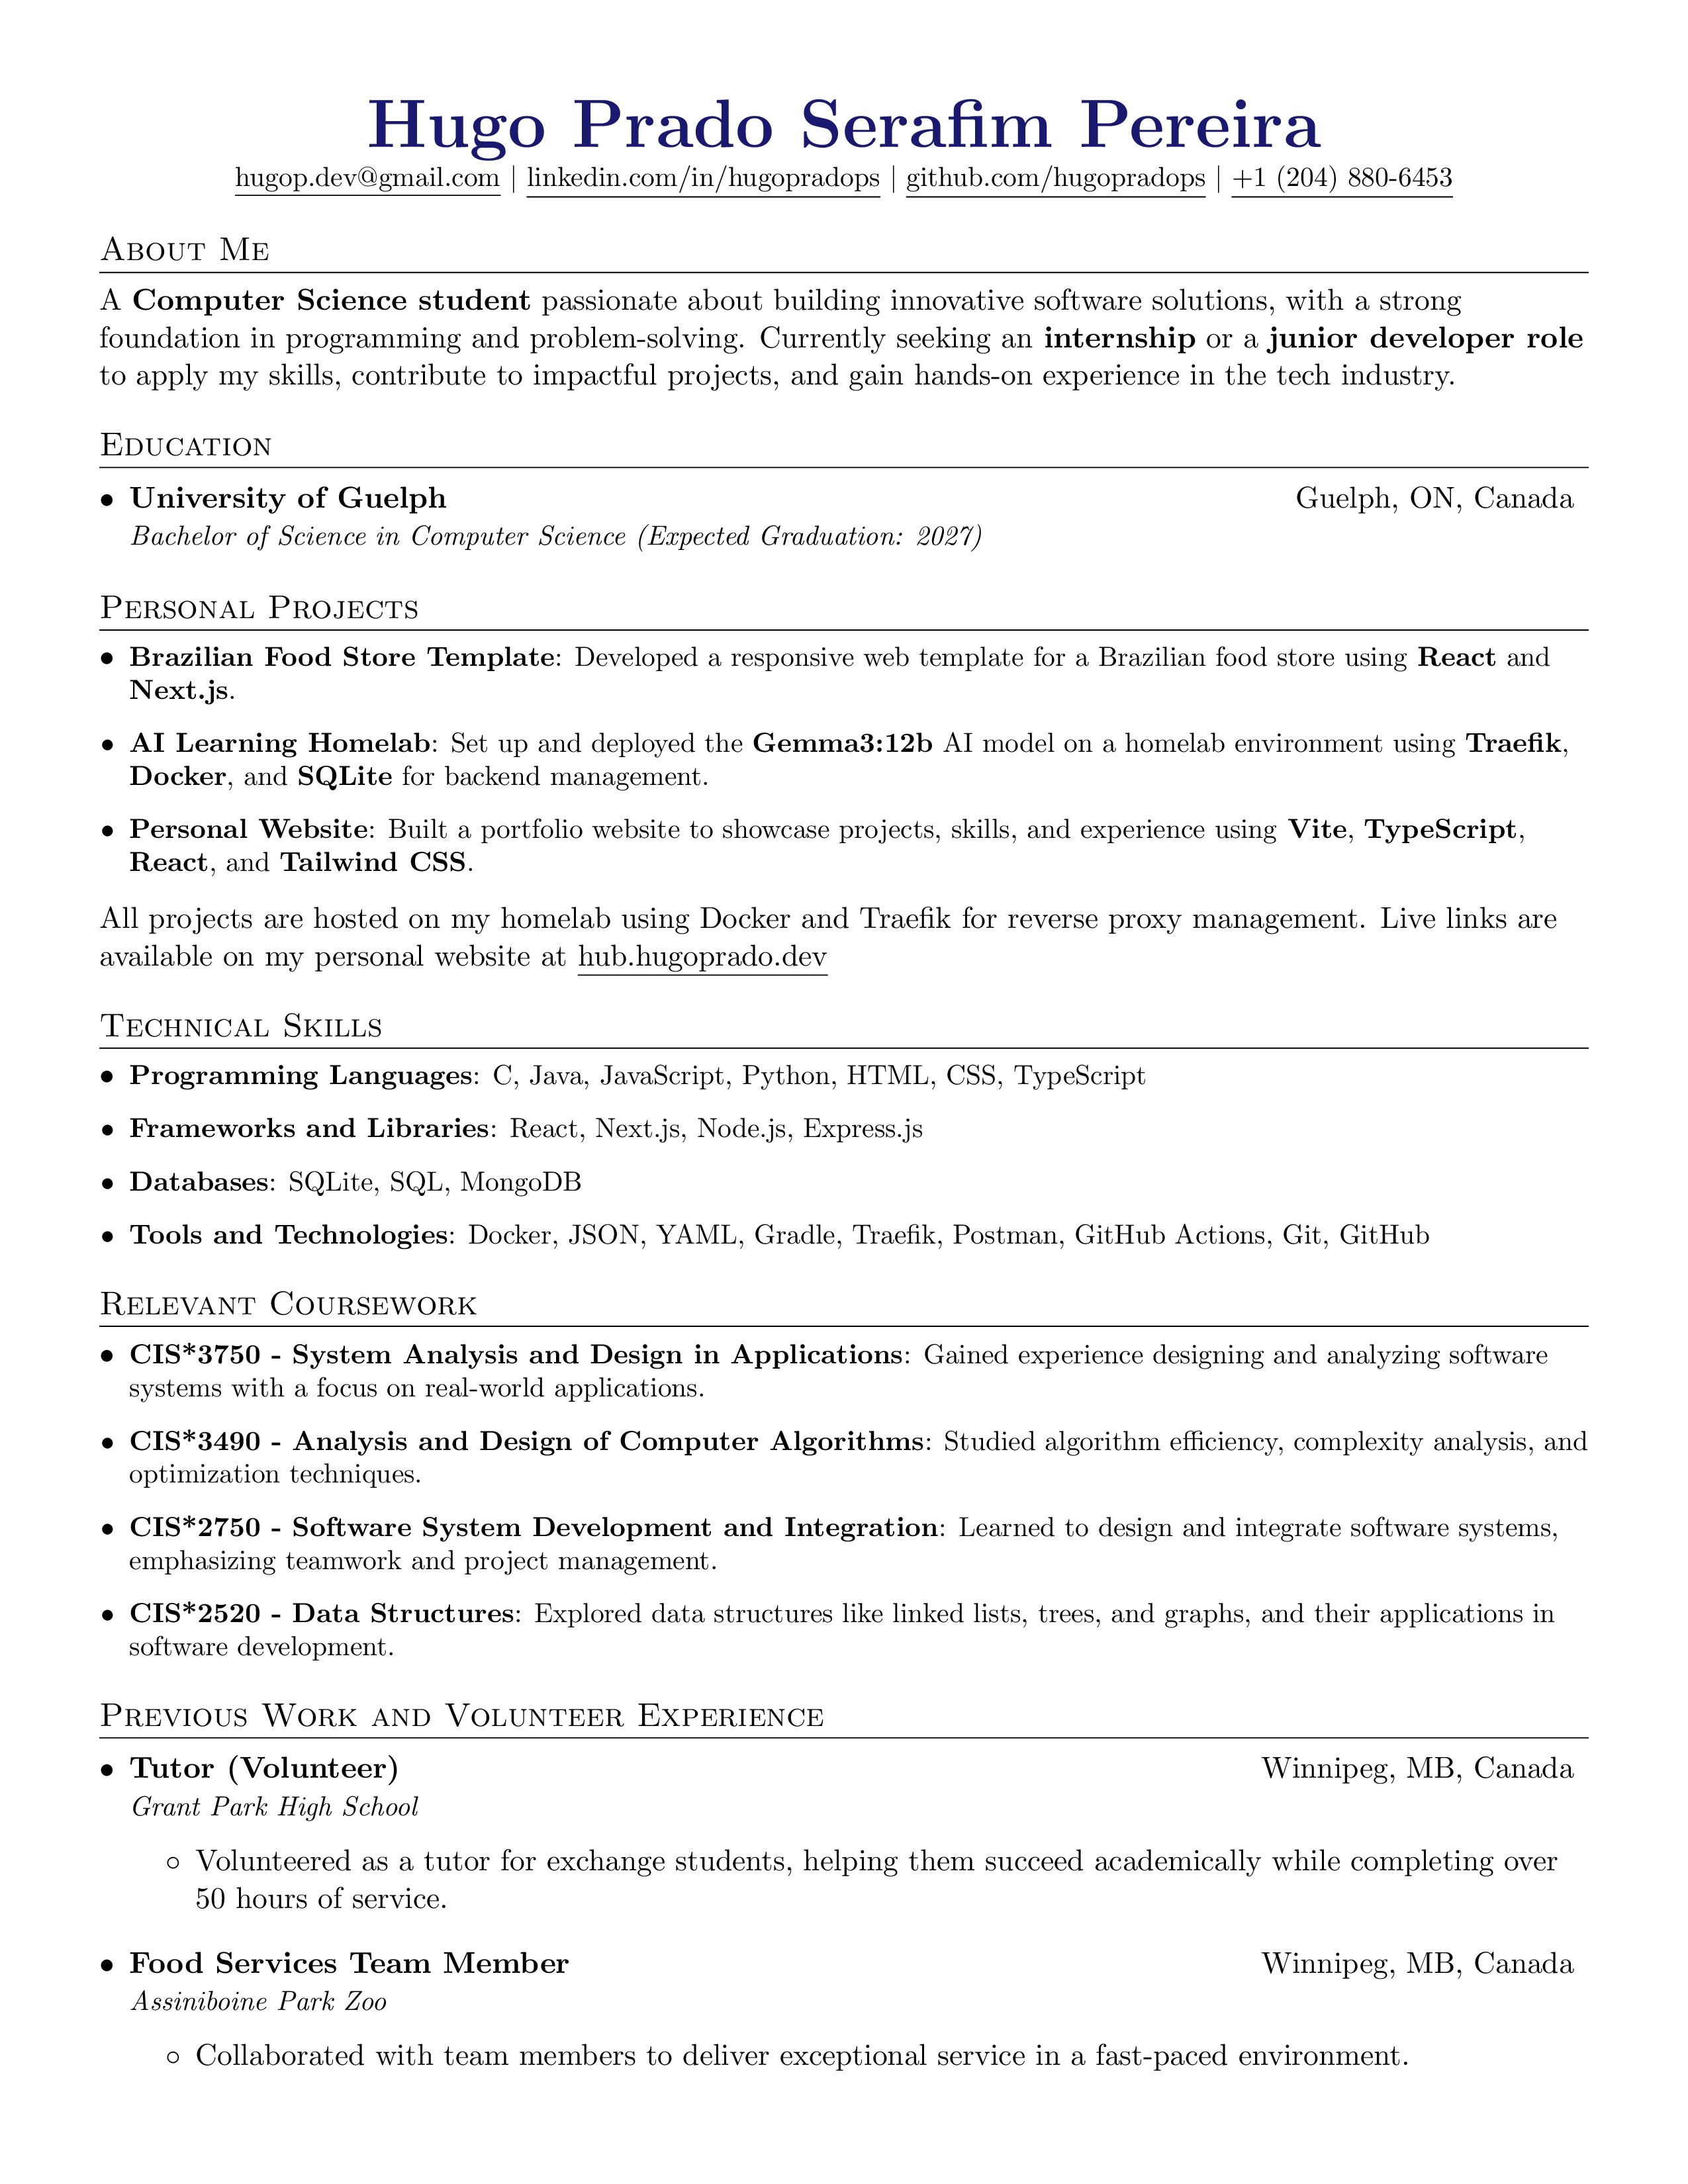 Hugo Prado Serafim Pereira
hugop.dev@gmail.com | linkedin.com/in/hugopradops | github.com/hugopradops | +1 (204) 880-6453
About Me
A Computer Science student passionate about building innovative software solutions, with a strong
foundation in programming and problem-solving. Currently seeking an internship or a junior developer role
to apply my skills, contribute to impactful projects, and gain hands-on experience in the tech industry.
Education
• University of Guelph Guelph, ON, Canada
Bachelor of Science in Computer Science (Expected Graduation: 2027)
Personal Projects
• Brazilian Food Store Template: Developed a responsive web template for a Brazilian food store using React and
Next.js.
• AI Learning Homelab: Set up and deployed the Gemma3:12b AI model on a homelab environment using Traefik,
Docker, and SQLite for backend management.
• Personal Website: Built a portfolio website to showcase projects, skills, and experience using Vite, TypeScript,
React, and Tailwind CSS.
All projects are hosted on my homelab using Docker and Traefik for reverse proxy management. Live links are
available on my personal website at hub.hugoprado.dev
Technical Skills
• Programming Languages: C, Java, JavaScript, Python, HTML, CSS, TypeScript
• Frameworks and Libraries: React, Next.js, Node.js, Express.js
• Databases: SQLite, SQL, MongoDB
• Tools and Technologies: Docker, JSON, YAML, Gradle, Traefik, Postman, GitHub Actions, Git, GitHub
Relevant Coursework
• CIS*3750 - System Analysis and Design in Applications: Gained experience designing and analyzing software
systems with a focus on real-world applications.
• CIS*3490 - Analysis and Design of Computer Algorithms: Studied algorithm efficiency, complexity analysis, and
optimization techniques.
• CIS*2750 - Software System Development and Integration: Learned to design and integrate software systems,
emphasizing teamwork and project management.
• CIS*2520 - Data Structures: Explored data structures like linked lists, trees, and graphs, and their applications in
software development.
Previous Work and Volunteer Experience
• Tutor (Volunteer) Winnipeg, MB, Canada
Grant Park High School
◦ Volunteered as a tutor for exchange students, helping them succeed academically while completing over
50 hours of service.
• Food Services Team Member Winnipeg, MB, Canada
Assiniboine Park Zoo
◦ Collaborated with team members to deliver exceptional service in a fast-paced environment.